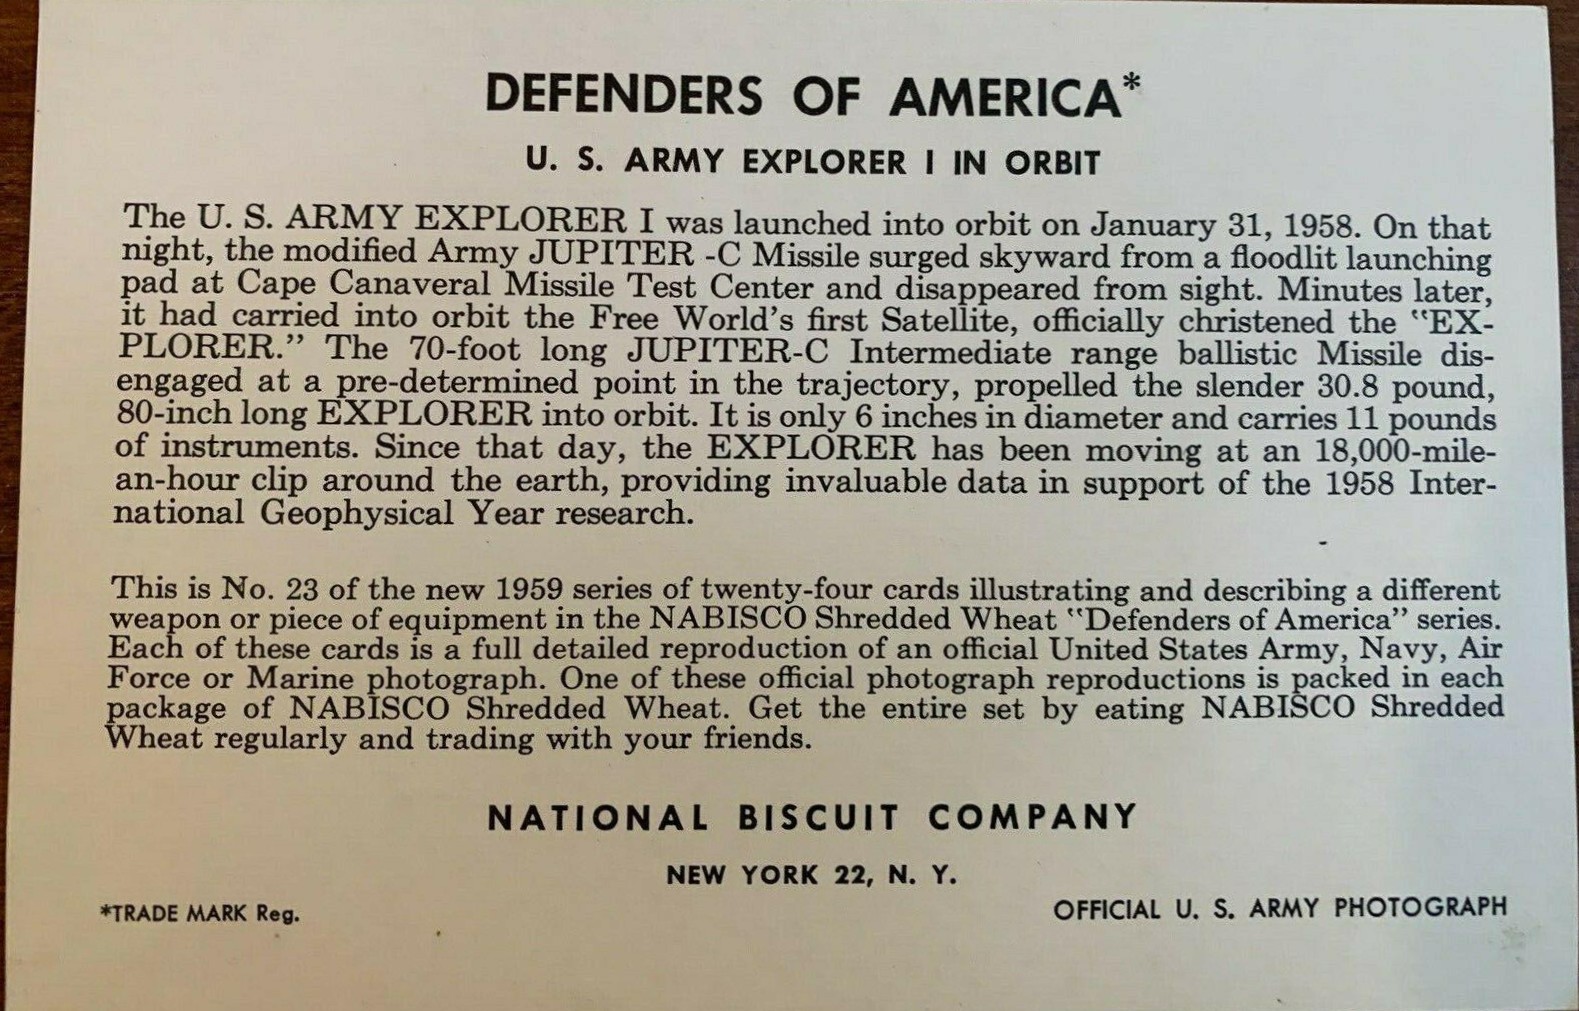 DEFENDERS OF AMERICA*
U. S. ARMY EXPLORER I IN ORBIT
The U. S. ARMY EXPLORER I was launched into orbit on January 31, 1958. On that
night, the modified Army JUPITER -C Missile surged skyward from a floodlit launching
pad at Cape Canaveral Missile Test Center and disappeared from sight. Minutes later,
it had carried into orbit the Free World's first Satellite, officially christened the "EX-
PLORER." The 70-foot long JUPITER-C Intermediate range ballistic Missile dis-
engaged at a pre-determined point in the trajectory, propelled the slender 30.8 pound,
80-inch long EXPLORER into orbit. It is only 6 inches in diameter and carries 11 pounds
of instruments. Since that day, the EXPLORER has been moving at an 18,000-mile-
an-hour clip around the earth, providing invaluable data in support of the 1958 Inter-
national Geophysical Year research.
This is No. 23 of the new 1959 series of twenty-four cards illustrating and describing a different
weapon or piece of equipment in the NABISCO Shredded Wheat "Defenders of America" series.
Each of these cards is a full detailed reproduction of an official United States Army, Navy, Air
Force or Marine photograph. One of these official photograph reproductions is packed in each
package of NABISCO Shredded Wheat. Get the entire set by eating NABISCO Shredded
Wheat regularly and trading with your friends.
NATIONAL BISCUIT COMPANY
NEW YORK 22, N. Y.
*TRADE MARK Reg.
OFFICIAL U. S. ARMY PHOTOGRAPH